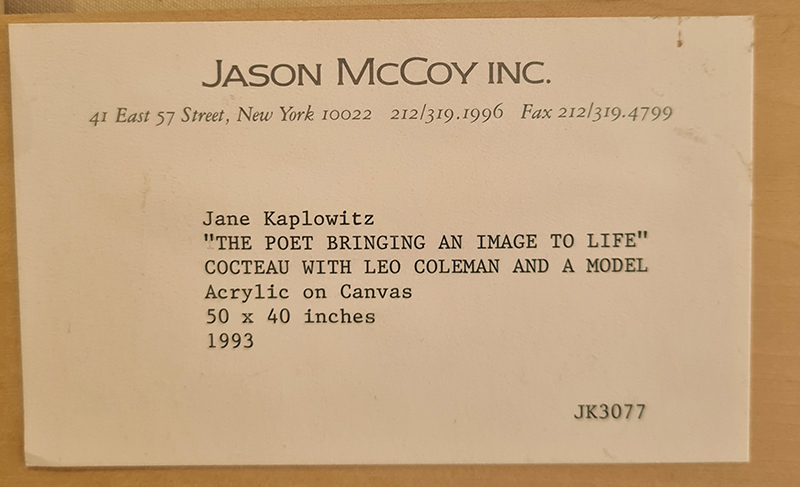 JASON MCCOY INC.
41 East 57 Street, New York 10022 212/319.1996 Fax 212/319.4799
Jane Kaplowitz
"THE POET BRINGING AN IMAGE TO LIFE"
COCTEAU WITH LEO COLEMAN AND A MODEL
Acrylic on Canvas
50 x 40 inches
1993
JK3077